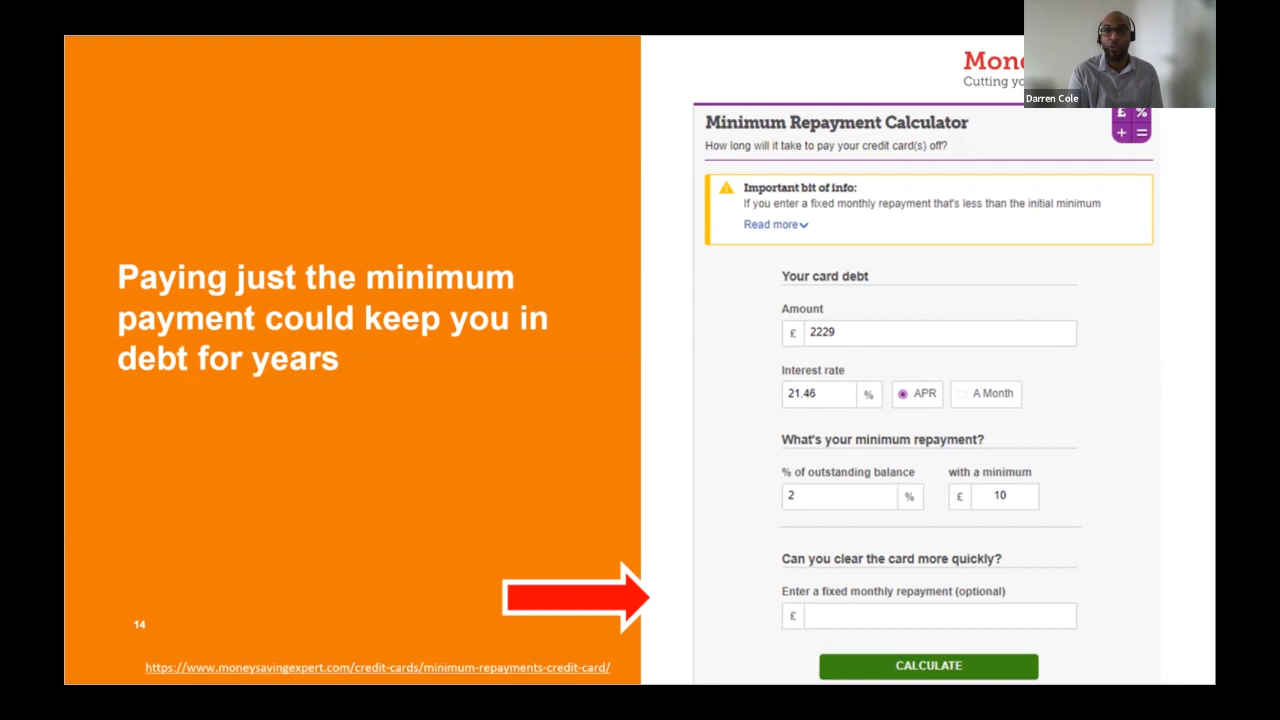 Paying just the minimum
payment could keep you in
debt for years
14
https://www.moneysavingexpert.com/credit-cards/minimum-repayments-credit-card/
Darren Cole
Minimum Repayment Calculator
How long will it take to pay your credit card(s) off?
£ %
+ =
Important bit of info:
If you enter a fixed monthly repayment that's less than the initial minimum
Read more
Your card debt
Amount
£ 2229
Interest rate
21.46 % APR A Month
What's your minimum repayment?
% of outstanding balance with a minimum
2 % £ 10
Can you clear the card more quickly?
Enter a fixed monthly repayment (optional)
£
CALCULATE